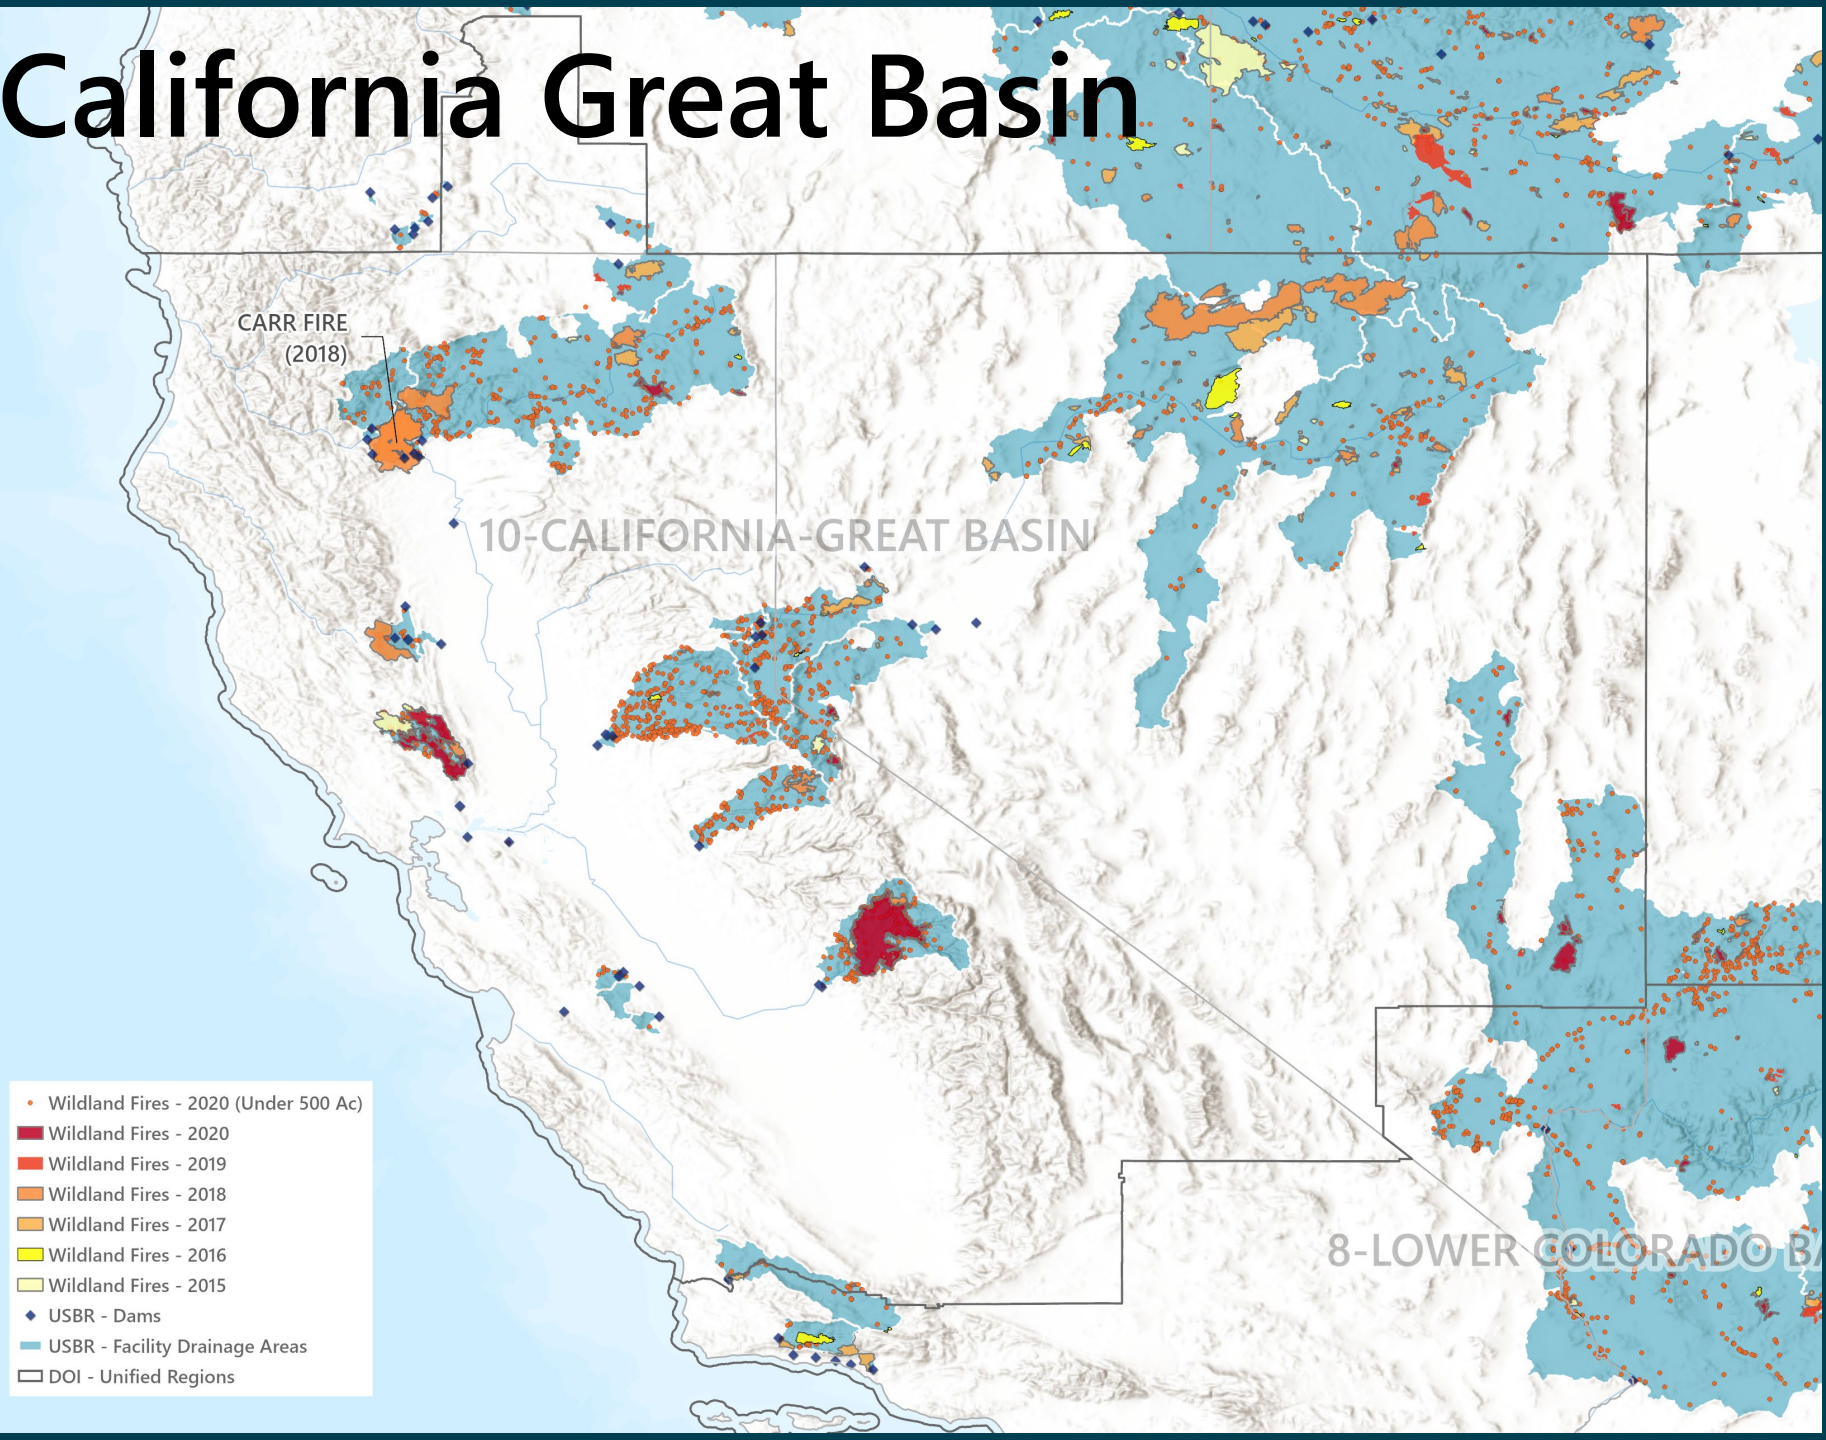 California Great Basin
CARR FIRE
(2018)
10-CALIFORNIA-GREAT BASIN
8-LOWER COLORADO BA
Wildland Fires - 2020 (Under 500 Ac)
Wildland Fires - 2020
Wildland Fires - 2019
Wildland Fires - 2018
Wildland Fires - 2017
Wildland Fires - 2016
Wildland Fires - 2015
USBR - Dams
USBR - Facility Drainage Areas
DOI - Unified Regions